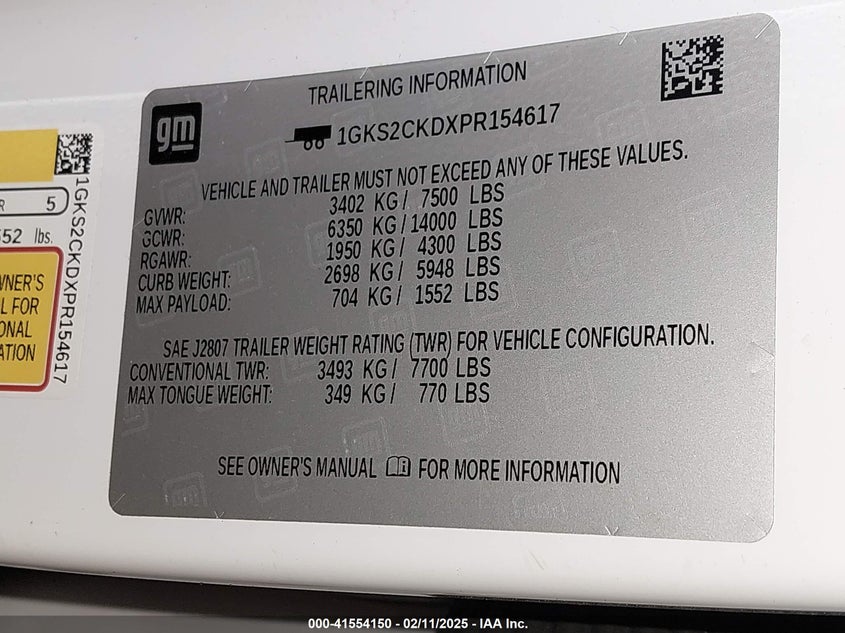 gm
TRAILERING INFORMATION
1GKS2CKDXPR154617
VEHICLE AND TRAILER MUST NOT EXCEED ANY OF THESE VALUES.
GVWR: 3402 KG / 7500 LBS
GCWR: 6350 KG / 14000 LBS
RGAWR: 1950 KG / 4300 LBS
CURB WEIGHT: 2698 KG / 5948 LBS
MAX PAYLOAD: 704 KG / 1552 LBS
SAE J2807 TRAILER WEIGHT RATING (TWR) FOR VEHICLE CONFIGURATION.
CONVENTIONAL TWR: 3493 KG / 7700 LBS
MAX TONGUE WEIGHT: 349 KG / 770 LBS
SEE OWNER'S MANUAL FOR MORE INFORMATION
R 5
552 lbs.
WNER'S
L FOR
ONAL
ATION
1GKS2CKDXPR154617
000-41554150 - 02/11/2025 - IAA Inc.